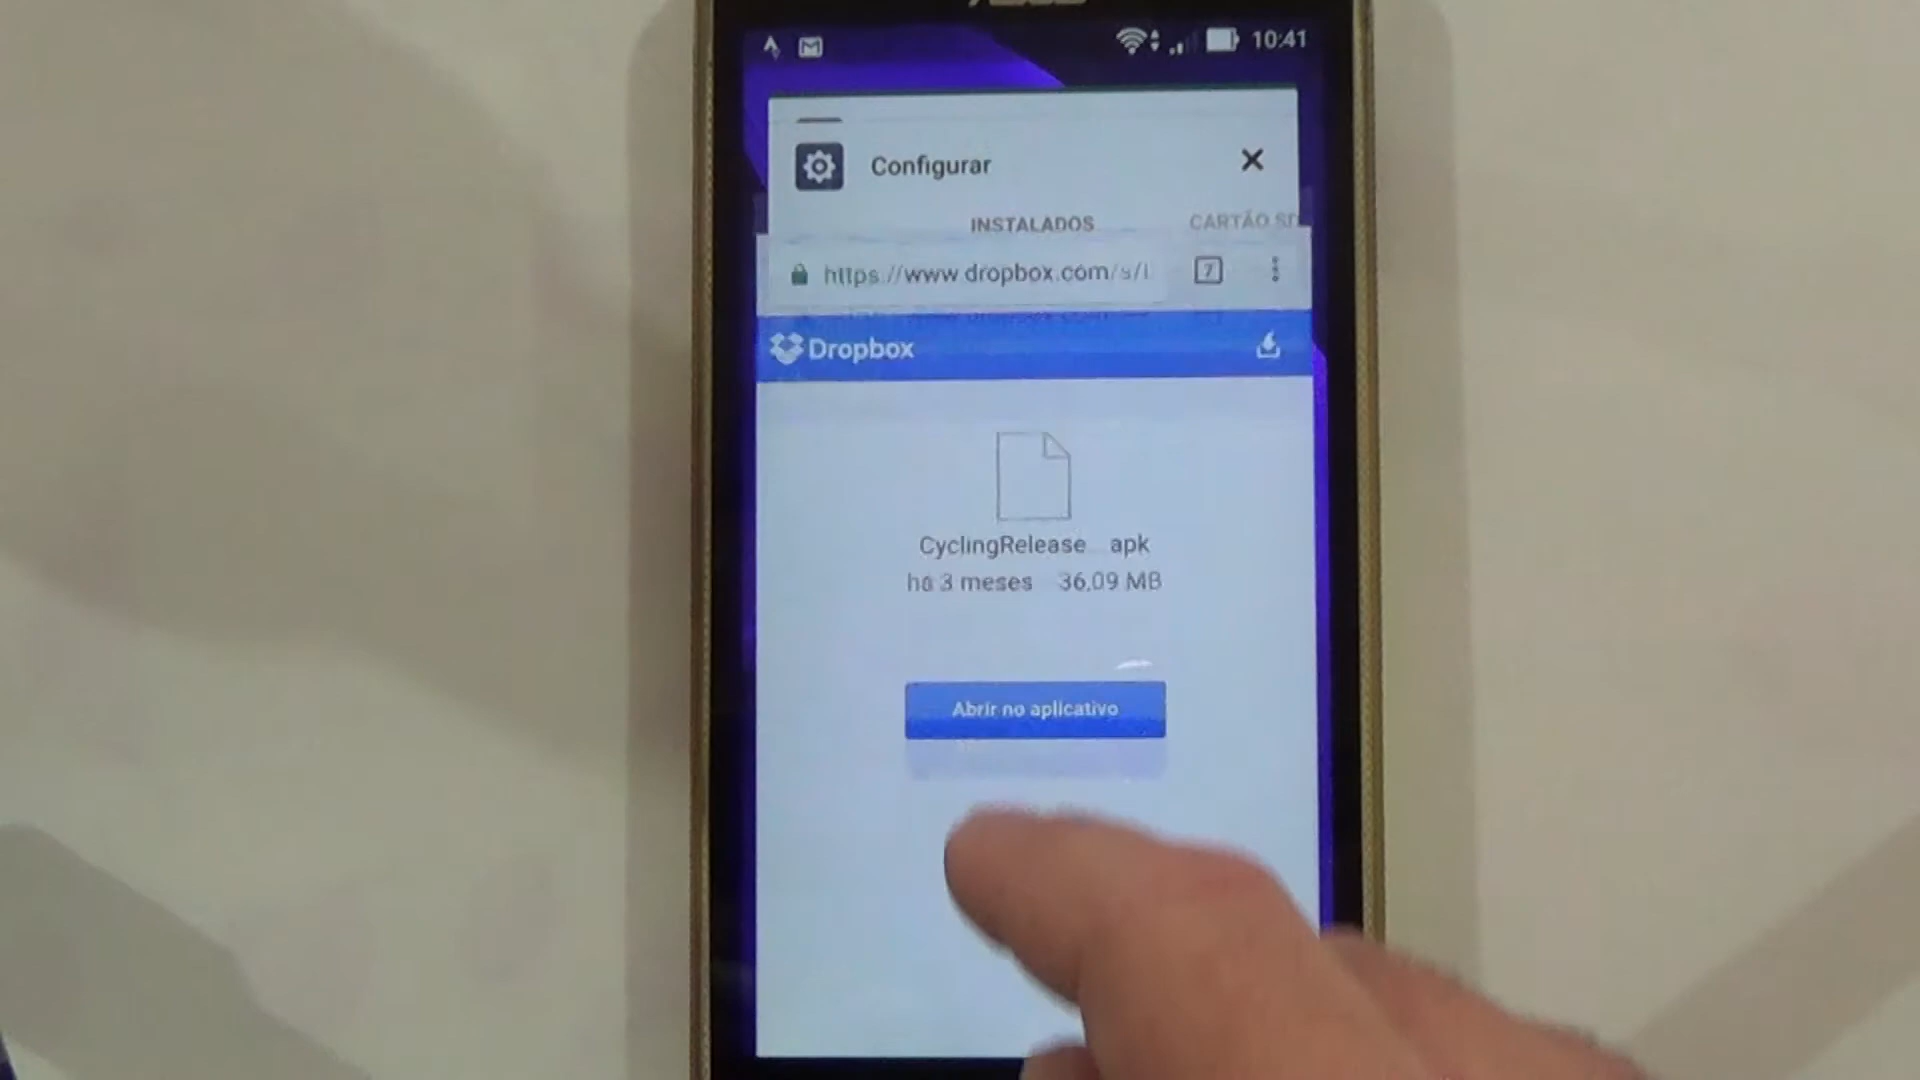 10:41
Configurar
INSTALADOS CARTÃO
https://www.dropbox.com/s/ 7
Dropbox
CyclingRelease... apk
há 3 meses 36,09 MB
Abrir no aplicativo